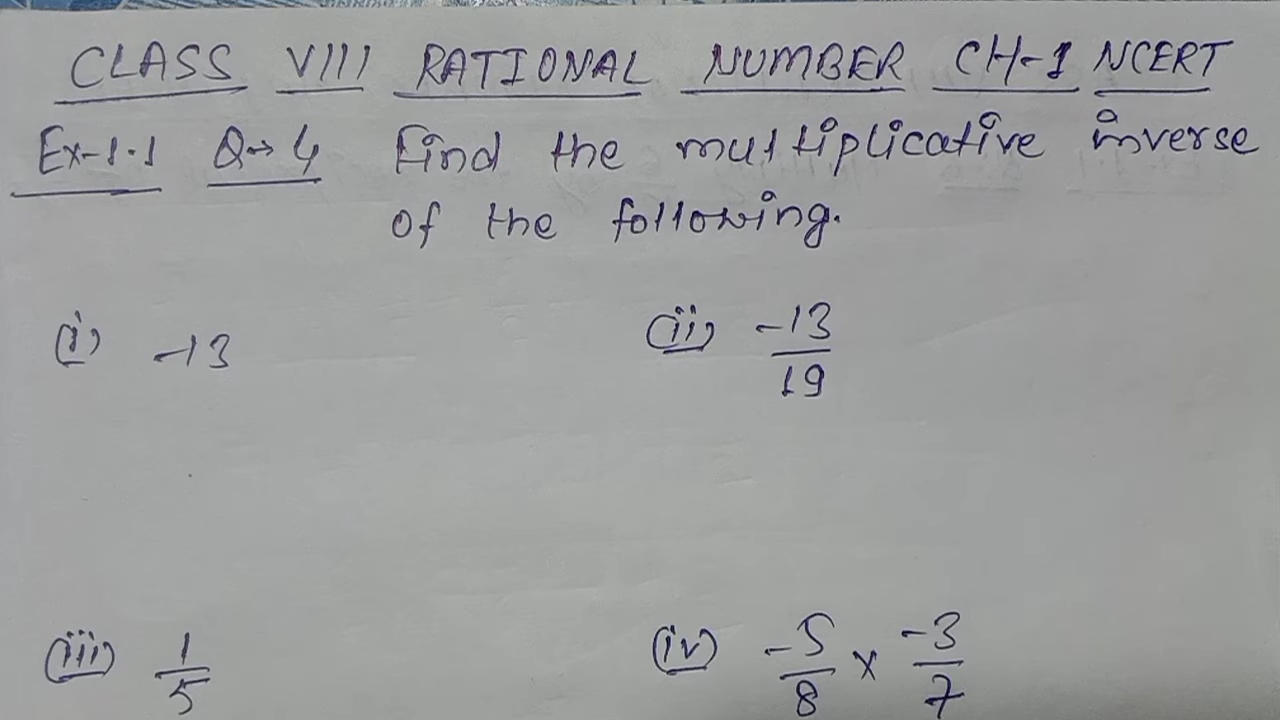 CLASS VIII RATIONAL NUMBER CH-1 NCERT
Ex-1.1 Q→4 Find the multiplicative inverse
of the following.
(i) -13 (ii) -13/19
(iii) 1/5 (iv) -5/8 × -3/7